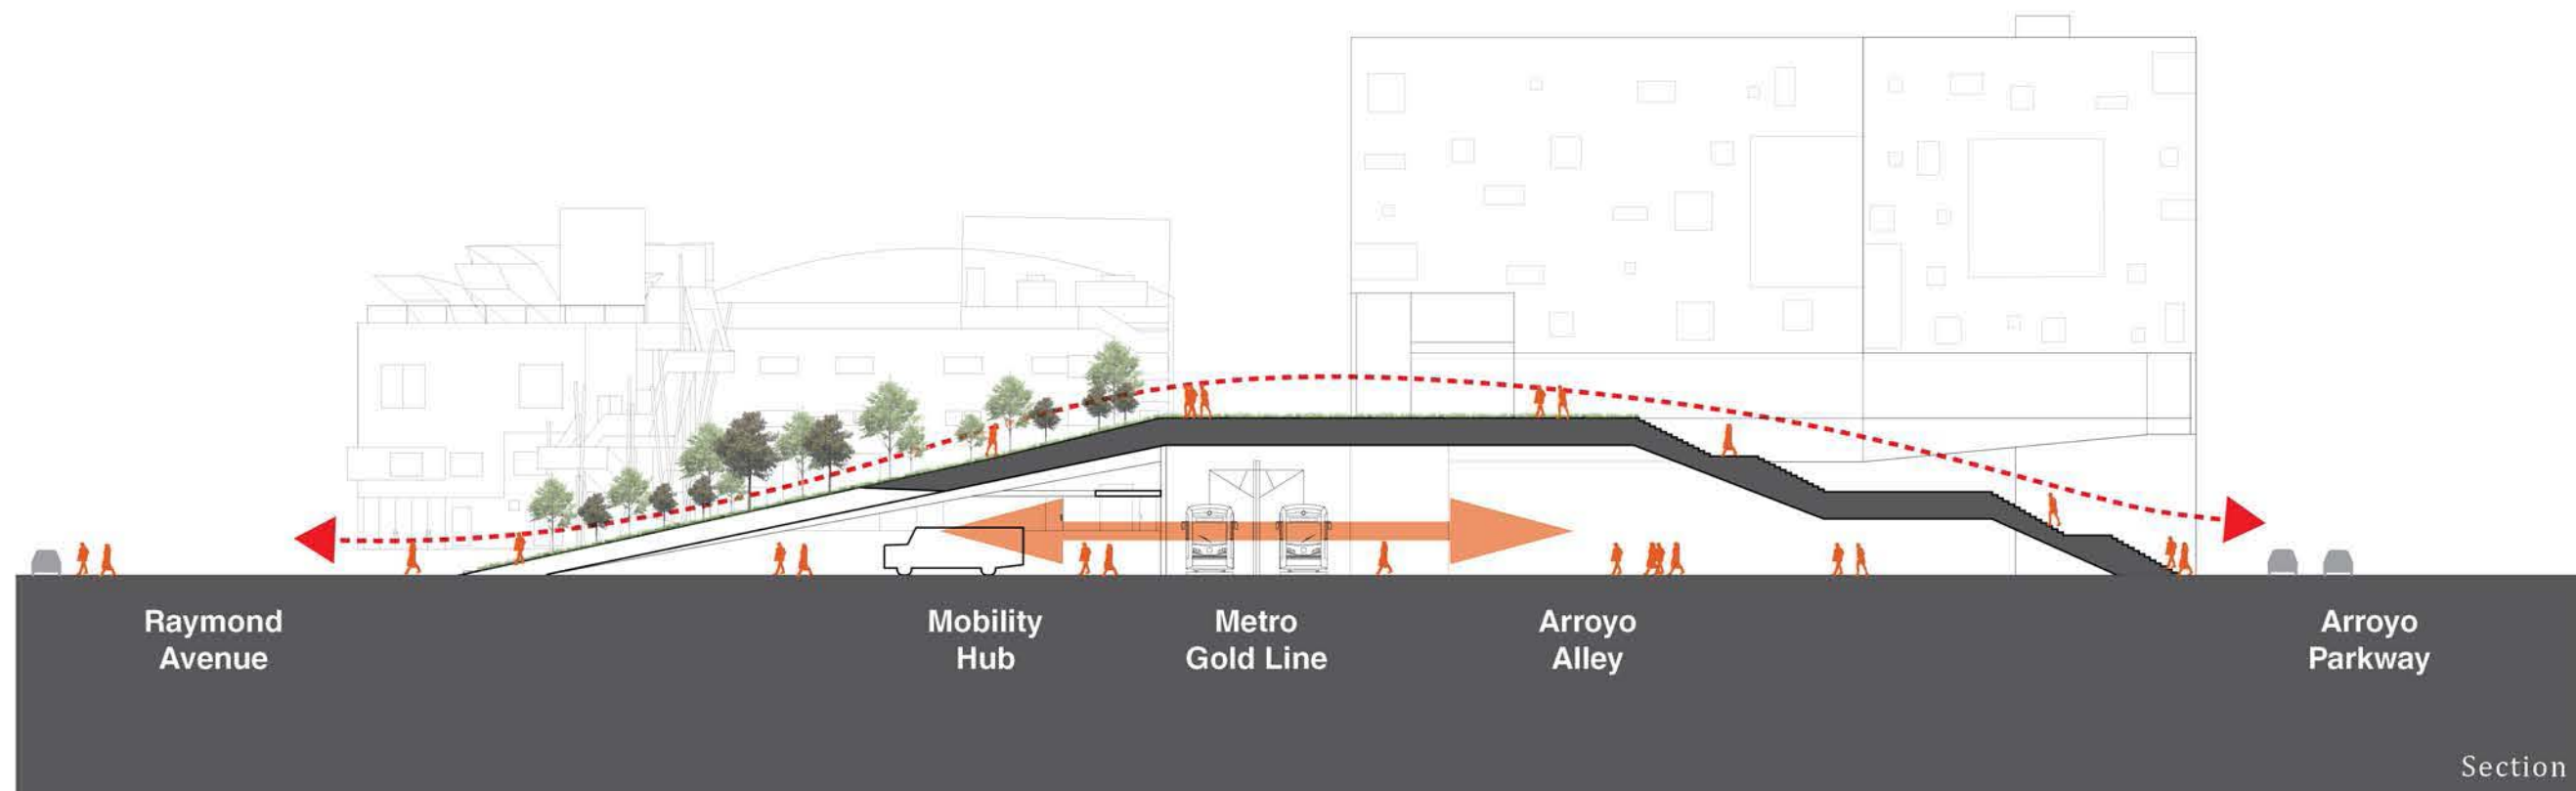 Raymond
Avenue
Mobility
Hub
Metro
Gold Line
Arroyo
Alley
Arroyo
Parkway
Section